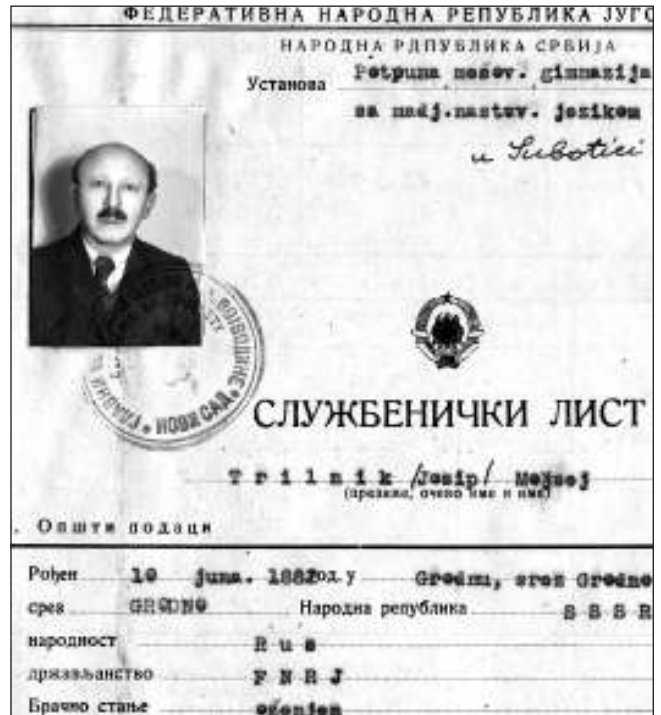 ФЕДЕРАТИВНА НАРОДНА РЕПУБЛИКА ЈУГО
НАРОДНА РДПУБЛИКА СРБИЈА
Установа Potpuna mešov. gimnazija
sa madj.nastav. jezikom
u Subotici
НОВИ САД
СЛУЖБЕНИЧКИ ЛИСТ
Trilnik /Josip/ Mojsej
(презиме, очево име и име)
. Општи подаци
Рођен 10 juna. 1882 год. у Grodnu, srez Grodno
срез GRODNO Народна република SSSR
народност Rus
држављанство FNRJ
Брачно стање oženjen